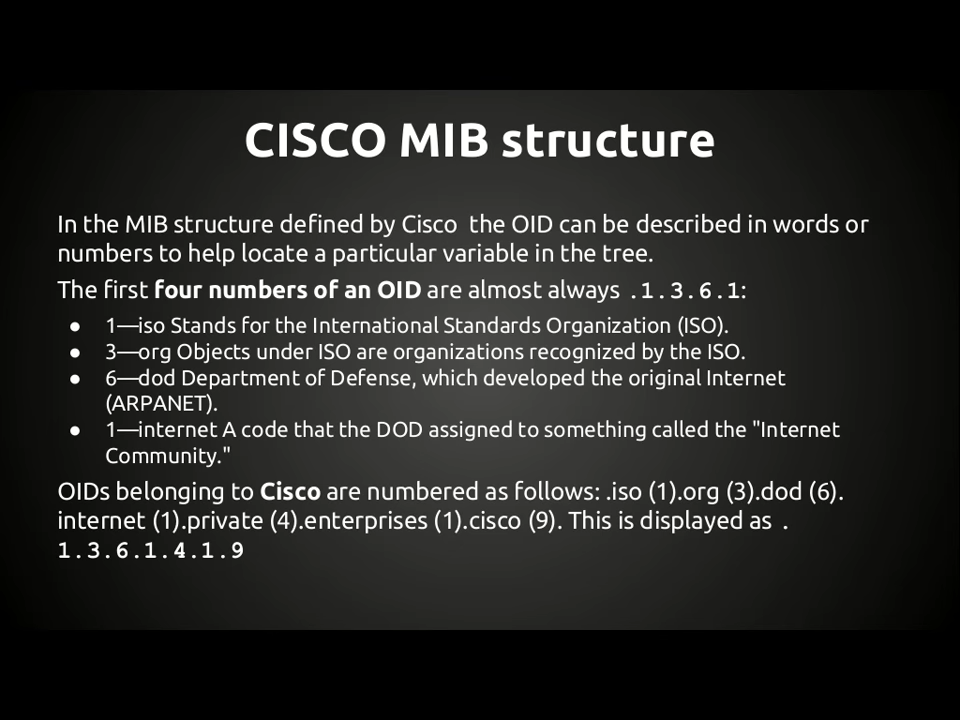 CISCO MIB structure
In the MIB structure defined by Cisco  the OID can be described in words or
numbers to help locate a particular variable in the tree.
The first four numbers of an OID are almost always .1.3.6.1:
● 1—iso Stands for the International Standards Organization (ISO).
● 3—org Objects under ISO are organizations recognized by the ISO.
● 6—dod Department of Defense, which developed the original Internet
(ARPANET).
● 1—internet A code that the DOD assigned to something called the "Internet
Community."
OIDs belonging to Cisco are numbered as follows: .iso (1).org (3).dod (6).
internet (1).private (4).enterprises (1).cisco (9). This is displayed as .
1.3.6.1.4.1.9